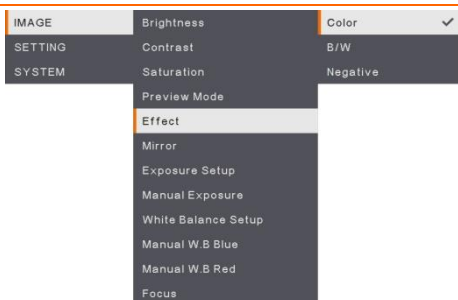 IMAGE
SETTING
SYSTEM
Brightness
Contrast
Saturation
Preview Mode
Effect
Mirror
Exposure Setup
Manual Exposure
White Balance Setup
Manual W.B Blue
Manual W.B Red
Focus
Color
B/W
Negative